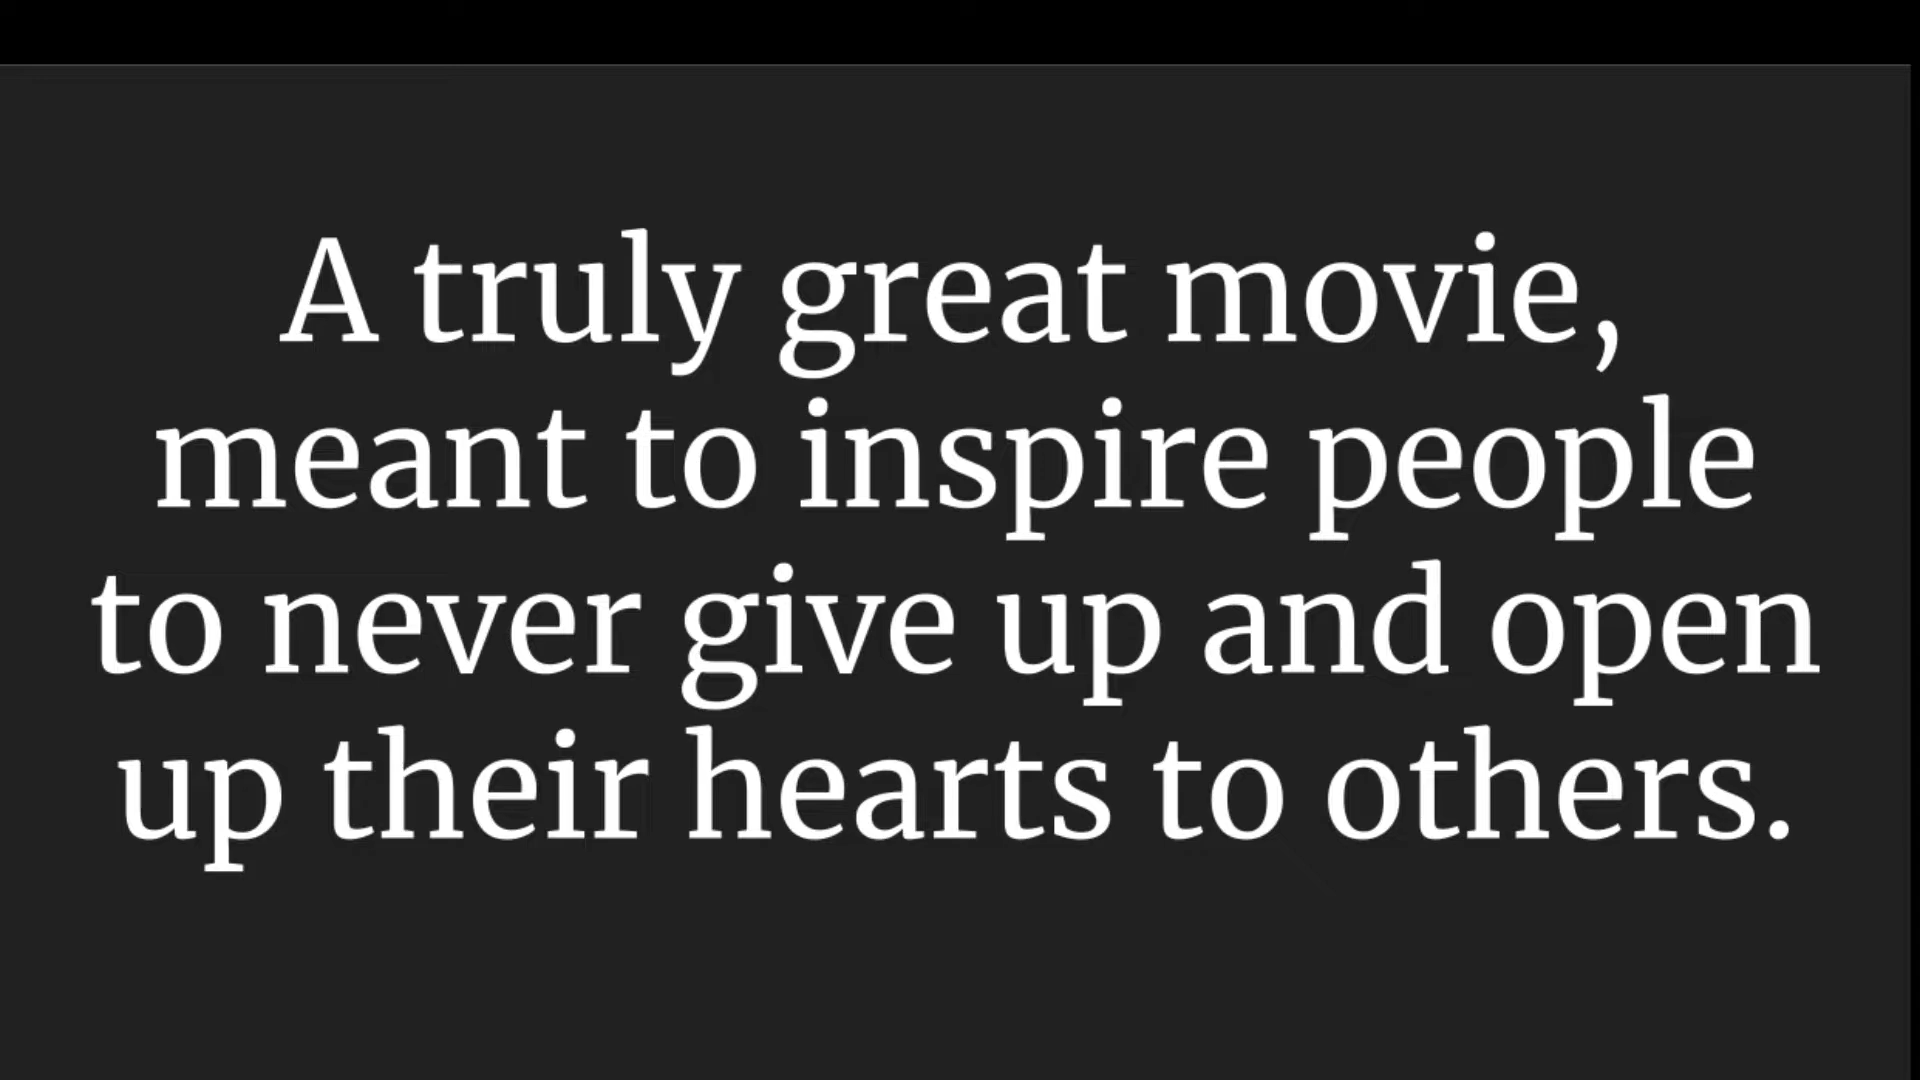 A truly great movie,
meant to inspire people
to never give up and open
up their hearts to others.